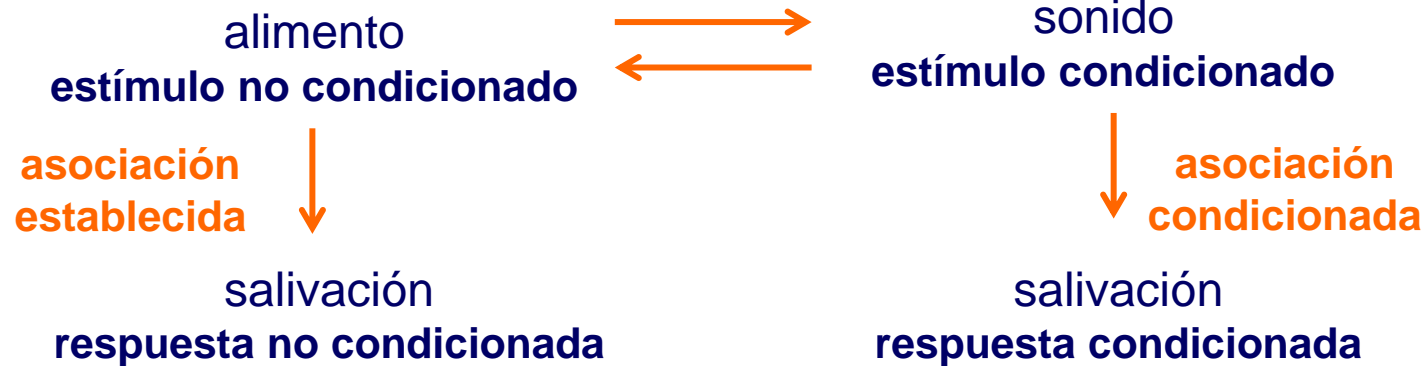 alimento
estímulo no condicionado
sonido
estímulo condicionado
asociación
establecida
asociación
condicionada
salivación
respuesta no condicionada
salivación
respuesta condicionada